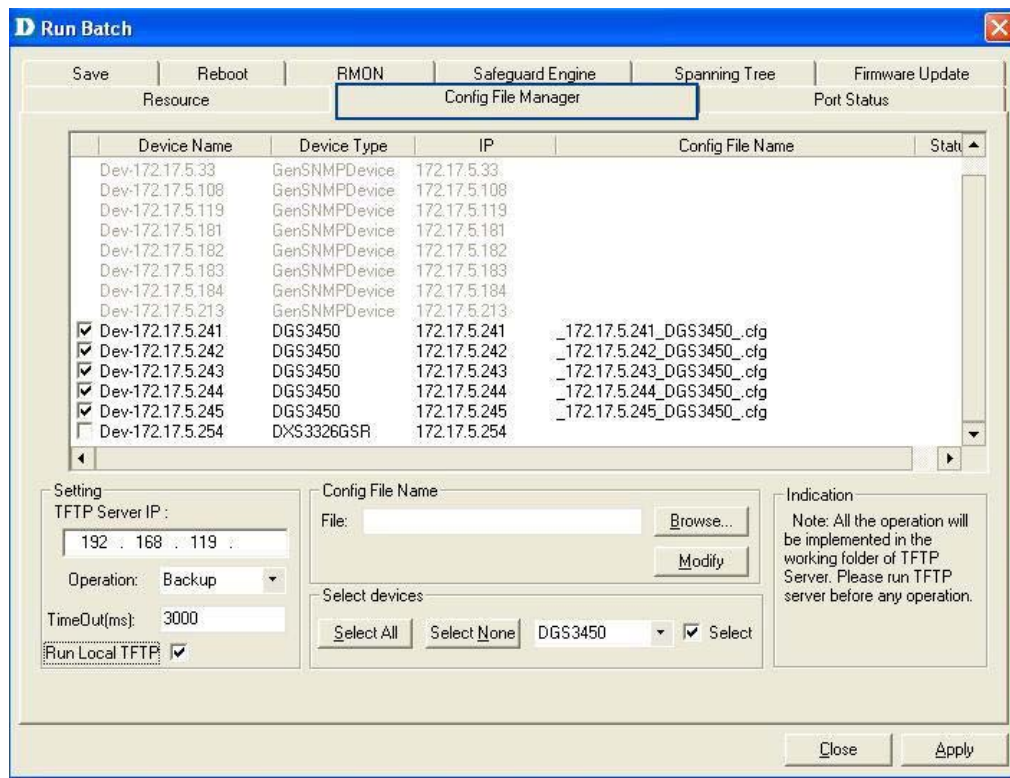 D Run Batch
Save Reboot RMON Safeguard Engine Spanning Tree Firmware Update
Resource Config File Manager Port Status
Device Name Device Type IP Config File Name Statu
Dev-172.17.5.33 GenSNMPDevice 172.17.5.33
Dev-172.17.5.108 GenSNMPDevice 172.17.5.108
Dev-172.17.5.119 GenSNMPDevice 172.17.5.119
Dev-172.17.5.181 GenSNMPDevice 172.17.5.181
Dev-172.17.5.182 GenSNMPDevice 172.17.5.182
Dev-172.17.5.183 GenSNMPDevice 172.17.5.183
Dev-172.17.5.184 GenSNMPDevice 172.17.5.184
Dev-172.17.5.213 GenSNMPDevice 172.17.5.213
Dev-172.17.5.241 DGS3450 172.17.5.241 _172.17.5.241_DGS3450_.cfg
Dev-172.17.5.242 DGS3450 172.17.5.242 _172.17.5.242_DGS3450_.cfg
Dev-172.17.5.243 DGS3450 172.17.5.243 _172.17.5.243_DGS3450_.cfg
Dev-172.17.5.244 DGS3450 172.17.5.244 _172.17.5.244_DGS3450_.cfg
Dev-172.17.5.245 DGS3450 172.17.5.245 _172.17.5.245_DGS3450_.cfg
Dev-172.17.5.254 DXS3326GSR 172.17.5.254
Setting
TFTP Server IP :
192 . 168 . 119 .
Operation: Backup
TimeOut(ms): 3000
Run Local TFTP
Config File Name
File: Browse...
Modify
Select devices
Select All Select None DGS3450 Select
Indication
Note: All the operation will
be implemented in the
working folder of TFTP
Server. Please run TFTP
server before any operation.
Close Apply